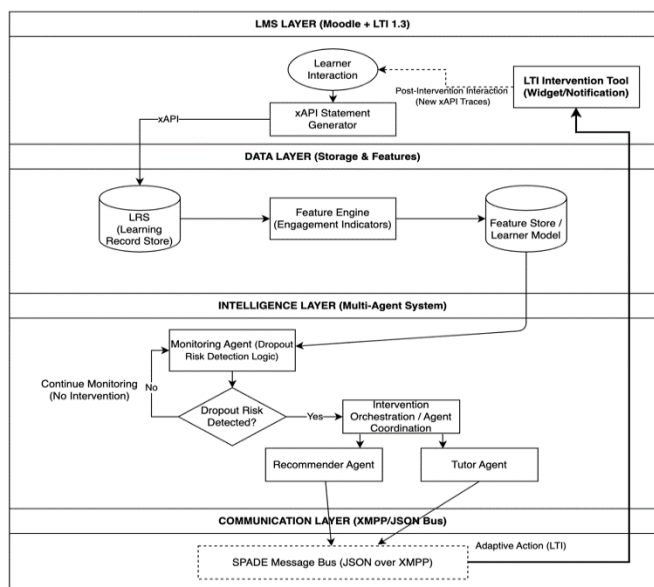 LMS LAYER (Moodle + LTI 1.3)
Learner
Interaction
Post-Intervention Interaction
(New xAPI Traces)
LTI Intervention Tool
(Widget/Notification)
xAPI Statement
Generator
xAPI
DATA LAYER (Storage & Features)
LRS
(Learning
Record Store)
Feature Engine
(Engagement Indicators)
Feature Store /
Learner Model
INTELLIGENCE LAYER (Multi-Agent System)
Monitoring Agent (Dropout
Risk Detection Logic)
Continue Monitoring
(No Intervention)
No
Dropout Risk
Detected?
Yes
Intervention
Orchestration / Agent
Coordination
Recommender Agent
Tutor Agent
COMMUNICATION LAYER (XMPP/JSON Bus)
Adaptive Action (LTI)
SPADE Message Bus (JSON over XMPP)